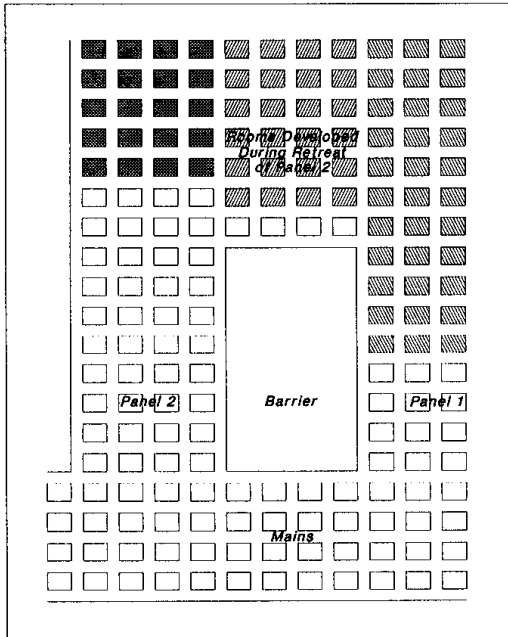 Rooms Developed
During Retreat
of Panel 2
Panel 2
Barrier
Panel 1
Mains